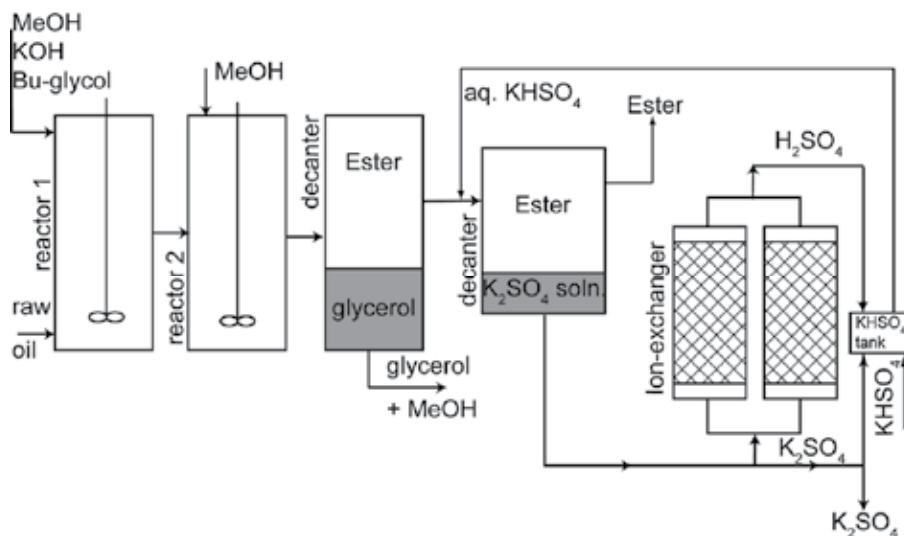 MeOH
KOH
Bu-glycol
reactor 1
raw
oil
MeOH
reactor 2
decanter
Ester
glycerol
glycerol
+ MeOH
aq. KHSO₄
decanter
Ester
K₂SO₄ soln.
Ester
Ion-exchanger
H₂SO₄
KHSO₄
tank
KHSO₄
K₂SO₄
K₂SO₄